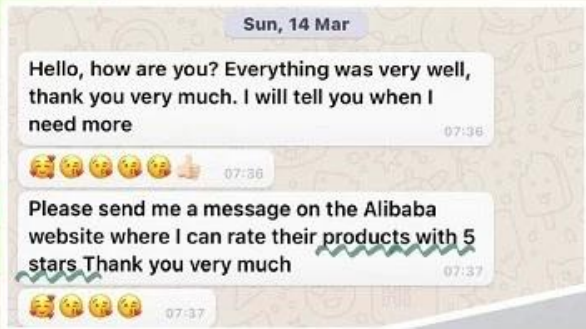 Sun, 14 Mar
Hello, how are you? Everything was very well,
thank you very much. I will tell you when I
need more
07:36
🥰😘😘😘😘👍🏻 07:36
Please send me a message on the Alibaba
website where I can rate their products with 5
stars Thank you very much
07:37
🥰😘😘😘 07:37